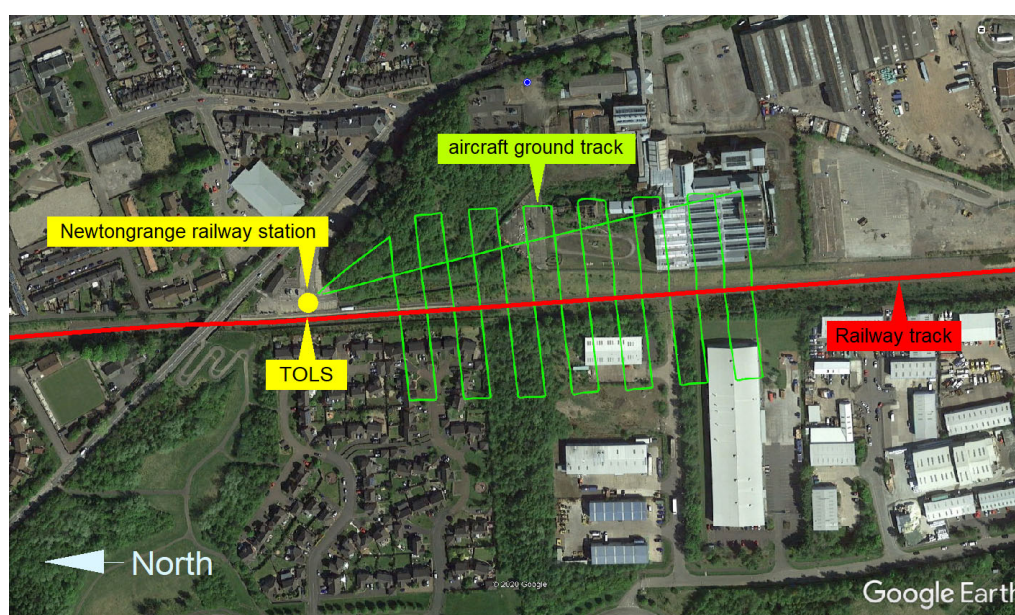 aircraft ground track
Newtongrange railway station
Railway track
TOLS
North
© 2020 Google
Google Earth